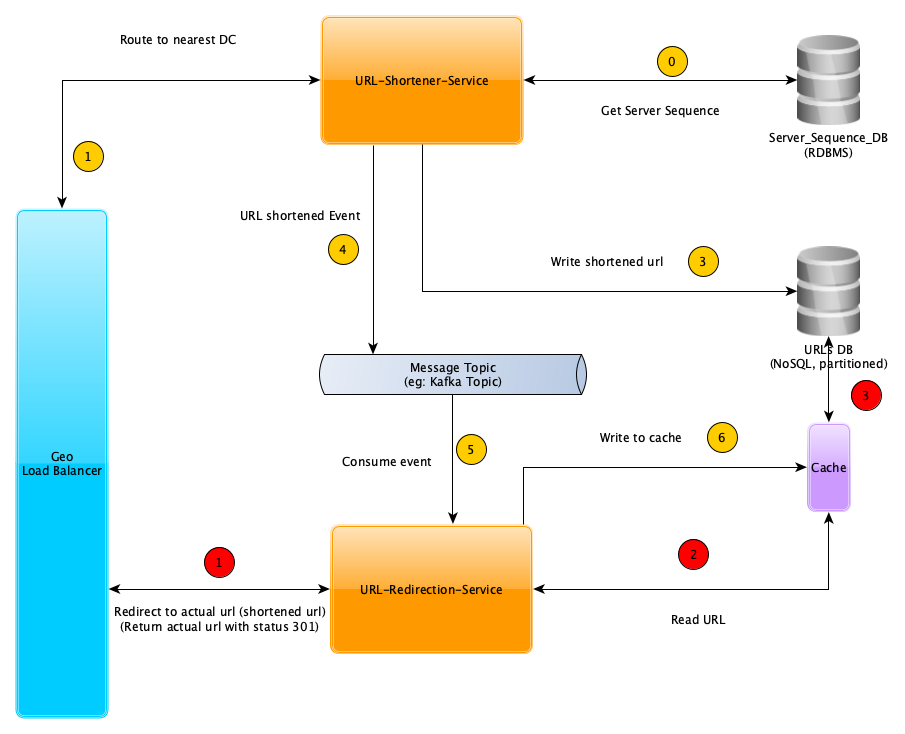 Route to nearest DC
URL-Shortener-Service
0
Get Server Sequence
Server_Sequence_DB
(RDBMS)
1
URL shortened Event
4
Write shortened url
3
URLs DB
(NoSQL, partitioned)
3
Message Topic
(eg: Kafka Topic)
Geo
Load Balancer
Consume event
5
Write to cache
6
Cache
1
Redirect to actual url (shortened url)
(Return actual url with status 301)
URL-Redirection-Service
2
Read URL